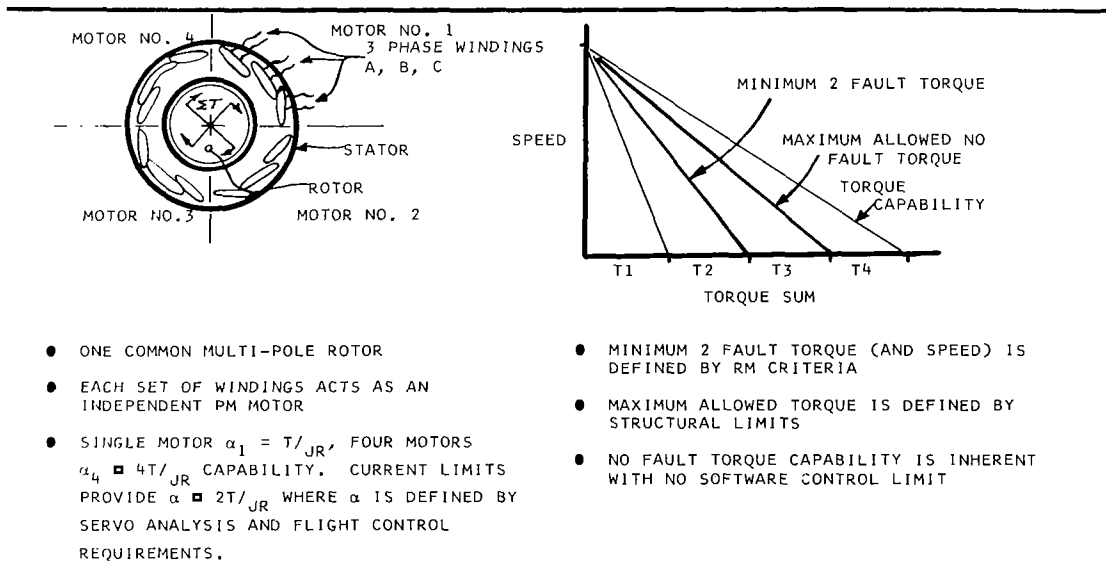 MOTOR NO. 4
MOTOR NO. 1
3 PHASE WINDINGS
A, B, C
ΣT
STATOR
ROTOR
MOTOR NO.3
MOTOR NO. 2
SPEED
MINIMUM 2 FAULT TORQUE
MAXIMUM ALLOWED NO
FAULT TORQUE
TORQUE
CAPABILITY
T1 T2 T3 T4
TORQUE SUM
● ONE COMMON MULTI-POLE ROTOR
● EACH SET OF WINDINGS ACTS AS AN
INDEPENDENT PM MOTOR
● SINGLE MOTOR α1 = T/JR, FOUR MOTORS
α4 = 4T/JR CAPABILITY. CURRENT LIMITS
PROVIDE α = 2T/JR WHERE α IS DEFINED BY
SERVO ANALYSIS AND FLIGHT CONTROL
REQUIREMENTS.
● MINIMUM 2 FAULT TORQUE (AND SPEED) IS
DEFINED BY RM CRITERIA
● MAXIMUM ALLOWED TORQUE IS DEFINED BY
STRUCTURAL LIMITS
● NO FAULT TORQUE CAPABILITY IS INHERENT
WITH NO SOFTWARE CONTROL LIMIT